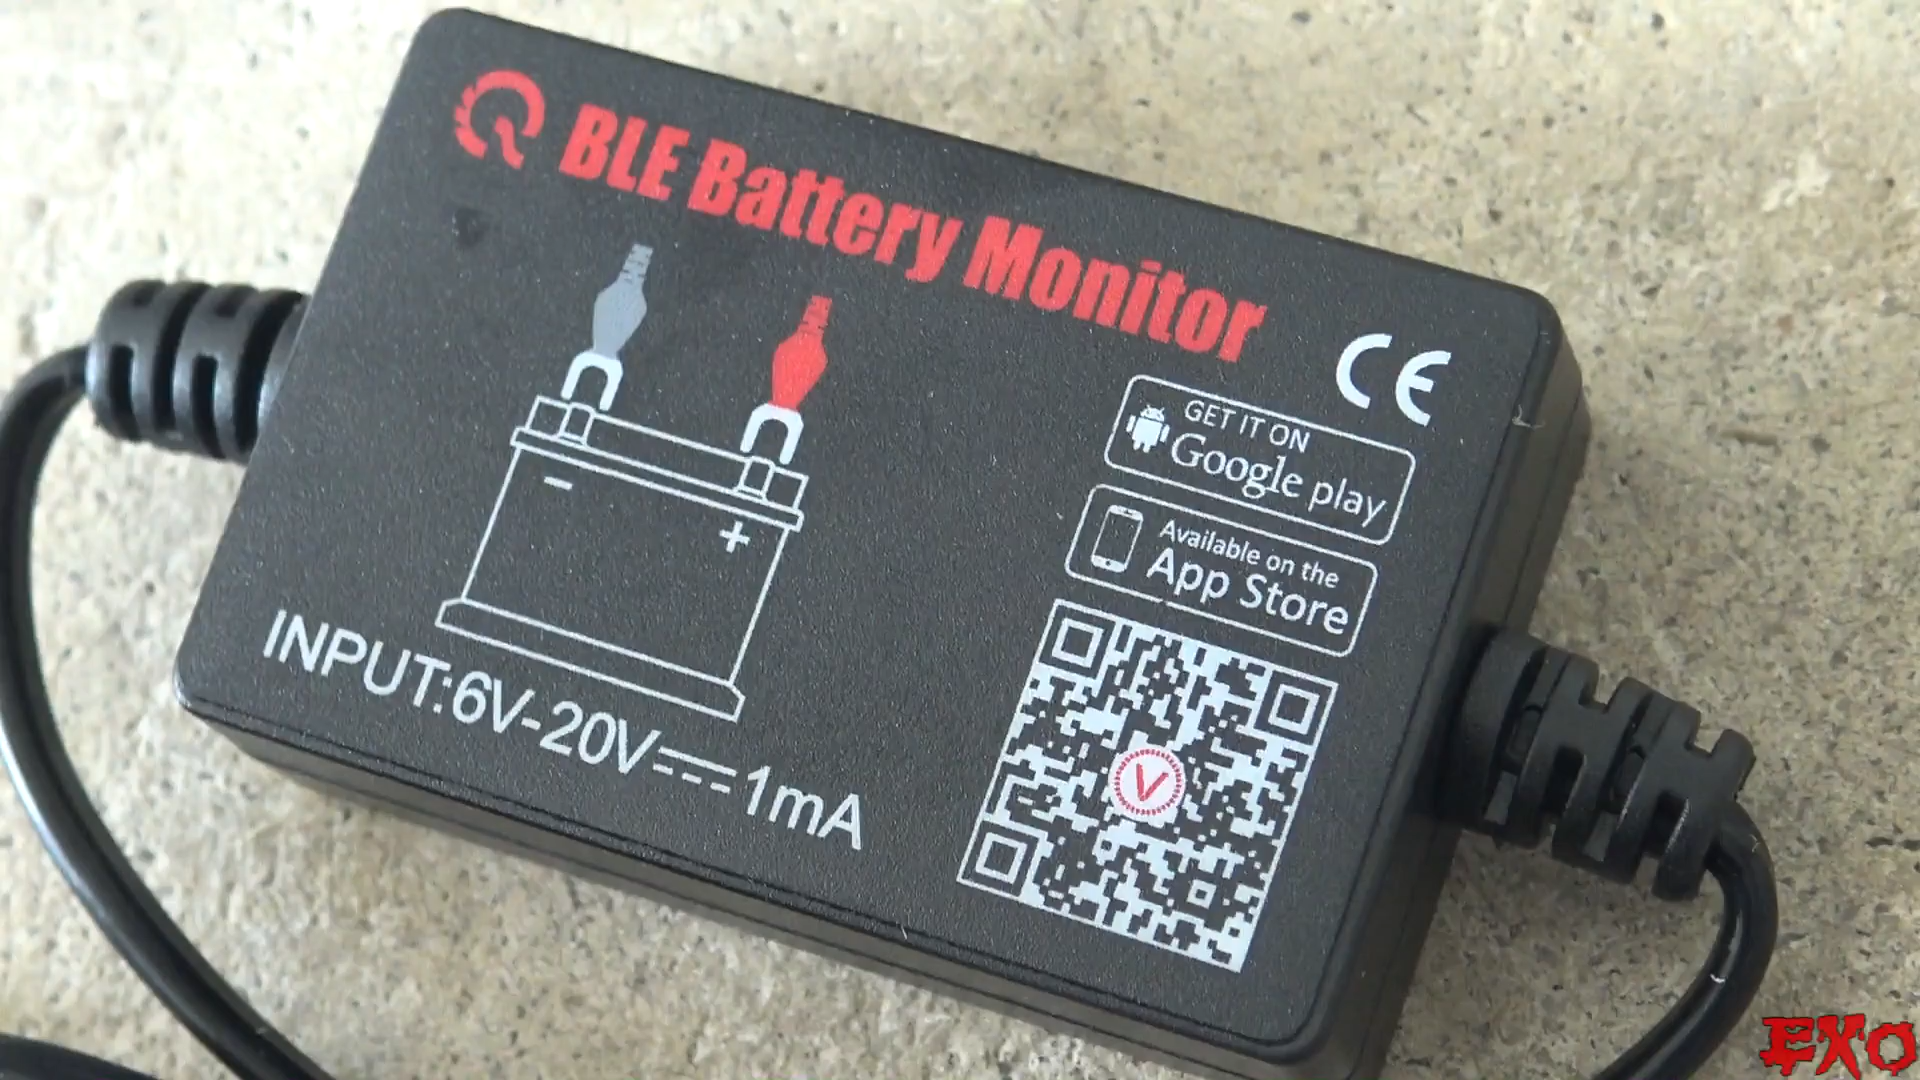 BLE Battery Monitor
CE
GET IT ON
Google play
Available on the
App Store
- +
INPUT:6V-20V⎓1mA
V
EXO